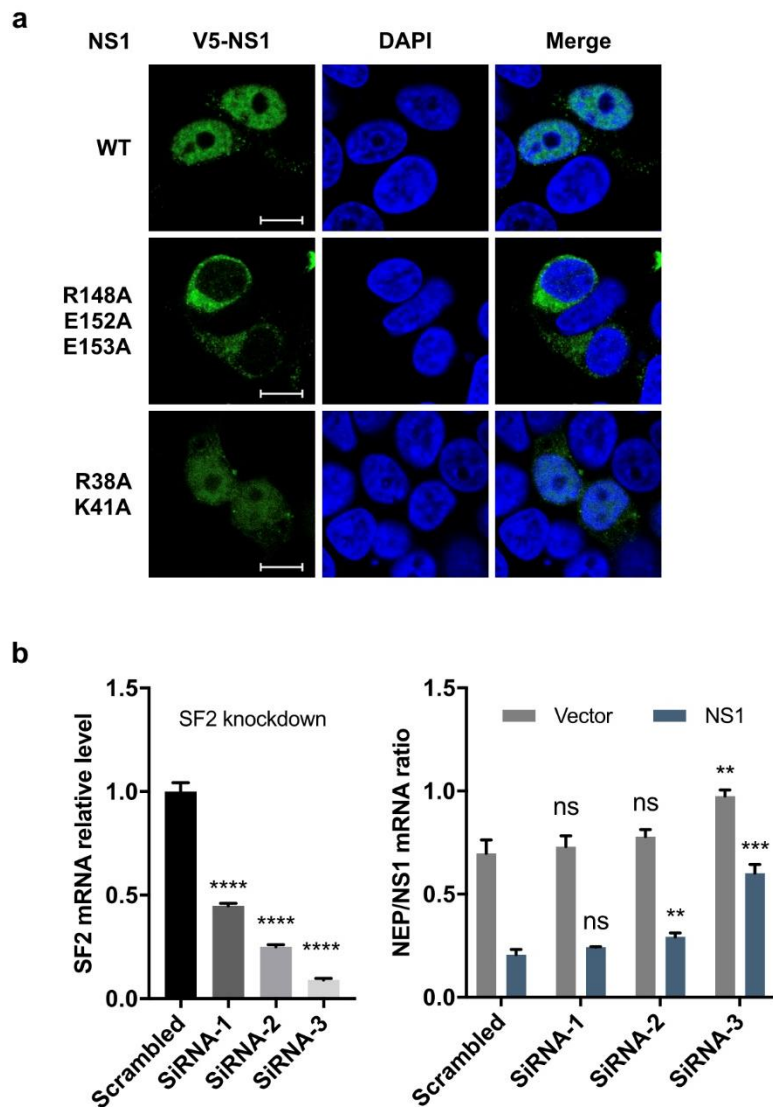 a
NS1 V5-NS1 DAPI Merge
WT
R148A
E152A
E153A
R38A
K41A
b
SF2 mRNA relative level
1.5
1.0
0.5
0.0
SF2 knockdown
****
****
****
Scrambled
SiRNA-1
SiRNA-2
SiRNA-3
NEP/NS1 mRNA ratio
1.5
1.0
0.5
0.0
Vector NS1
ns
ns
ns
**
**
***
Scrambled
SiRNA-1
SiRNA-2
SiRNA-3